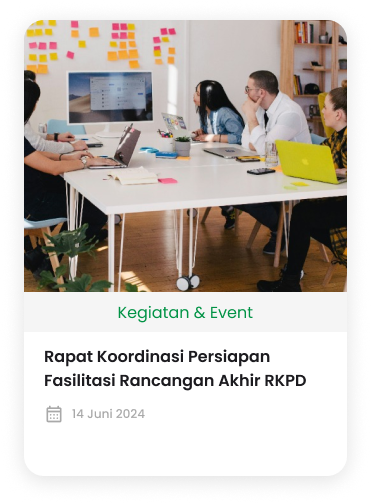 Kegiatan & Event
Rapat Koordinasi Persiapan
Fasilitasi Rancangan Akhir RKPD
14 Juni 2024